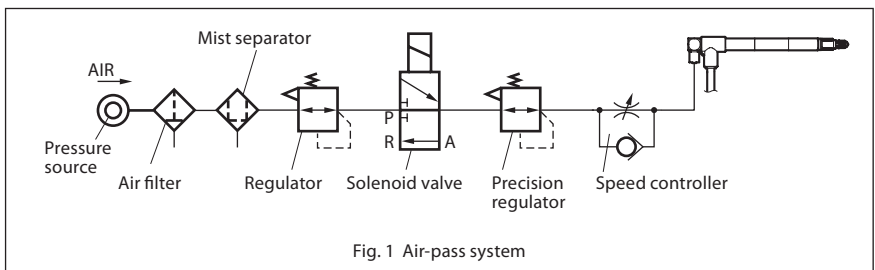 Mist separator
AIR
P
R
A
Pressure
source
Air filter
Regulator
Solenoid valve
Precision
regulator
Speed controller
Fig. 1 Air-pass system